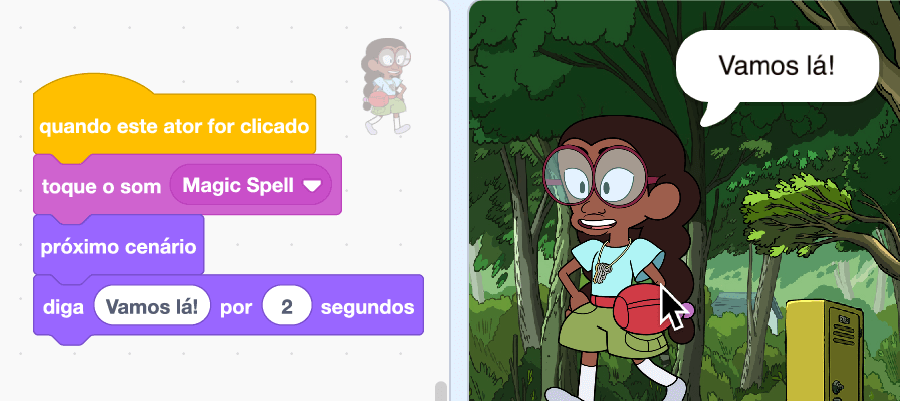 quando este ator for clicado
toque o som Magic Spell
próximo cenário
diga Vamos lá! por 2 segundos
Vamos lá!